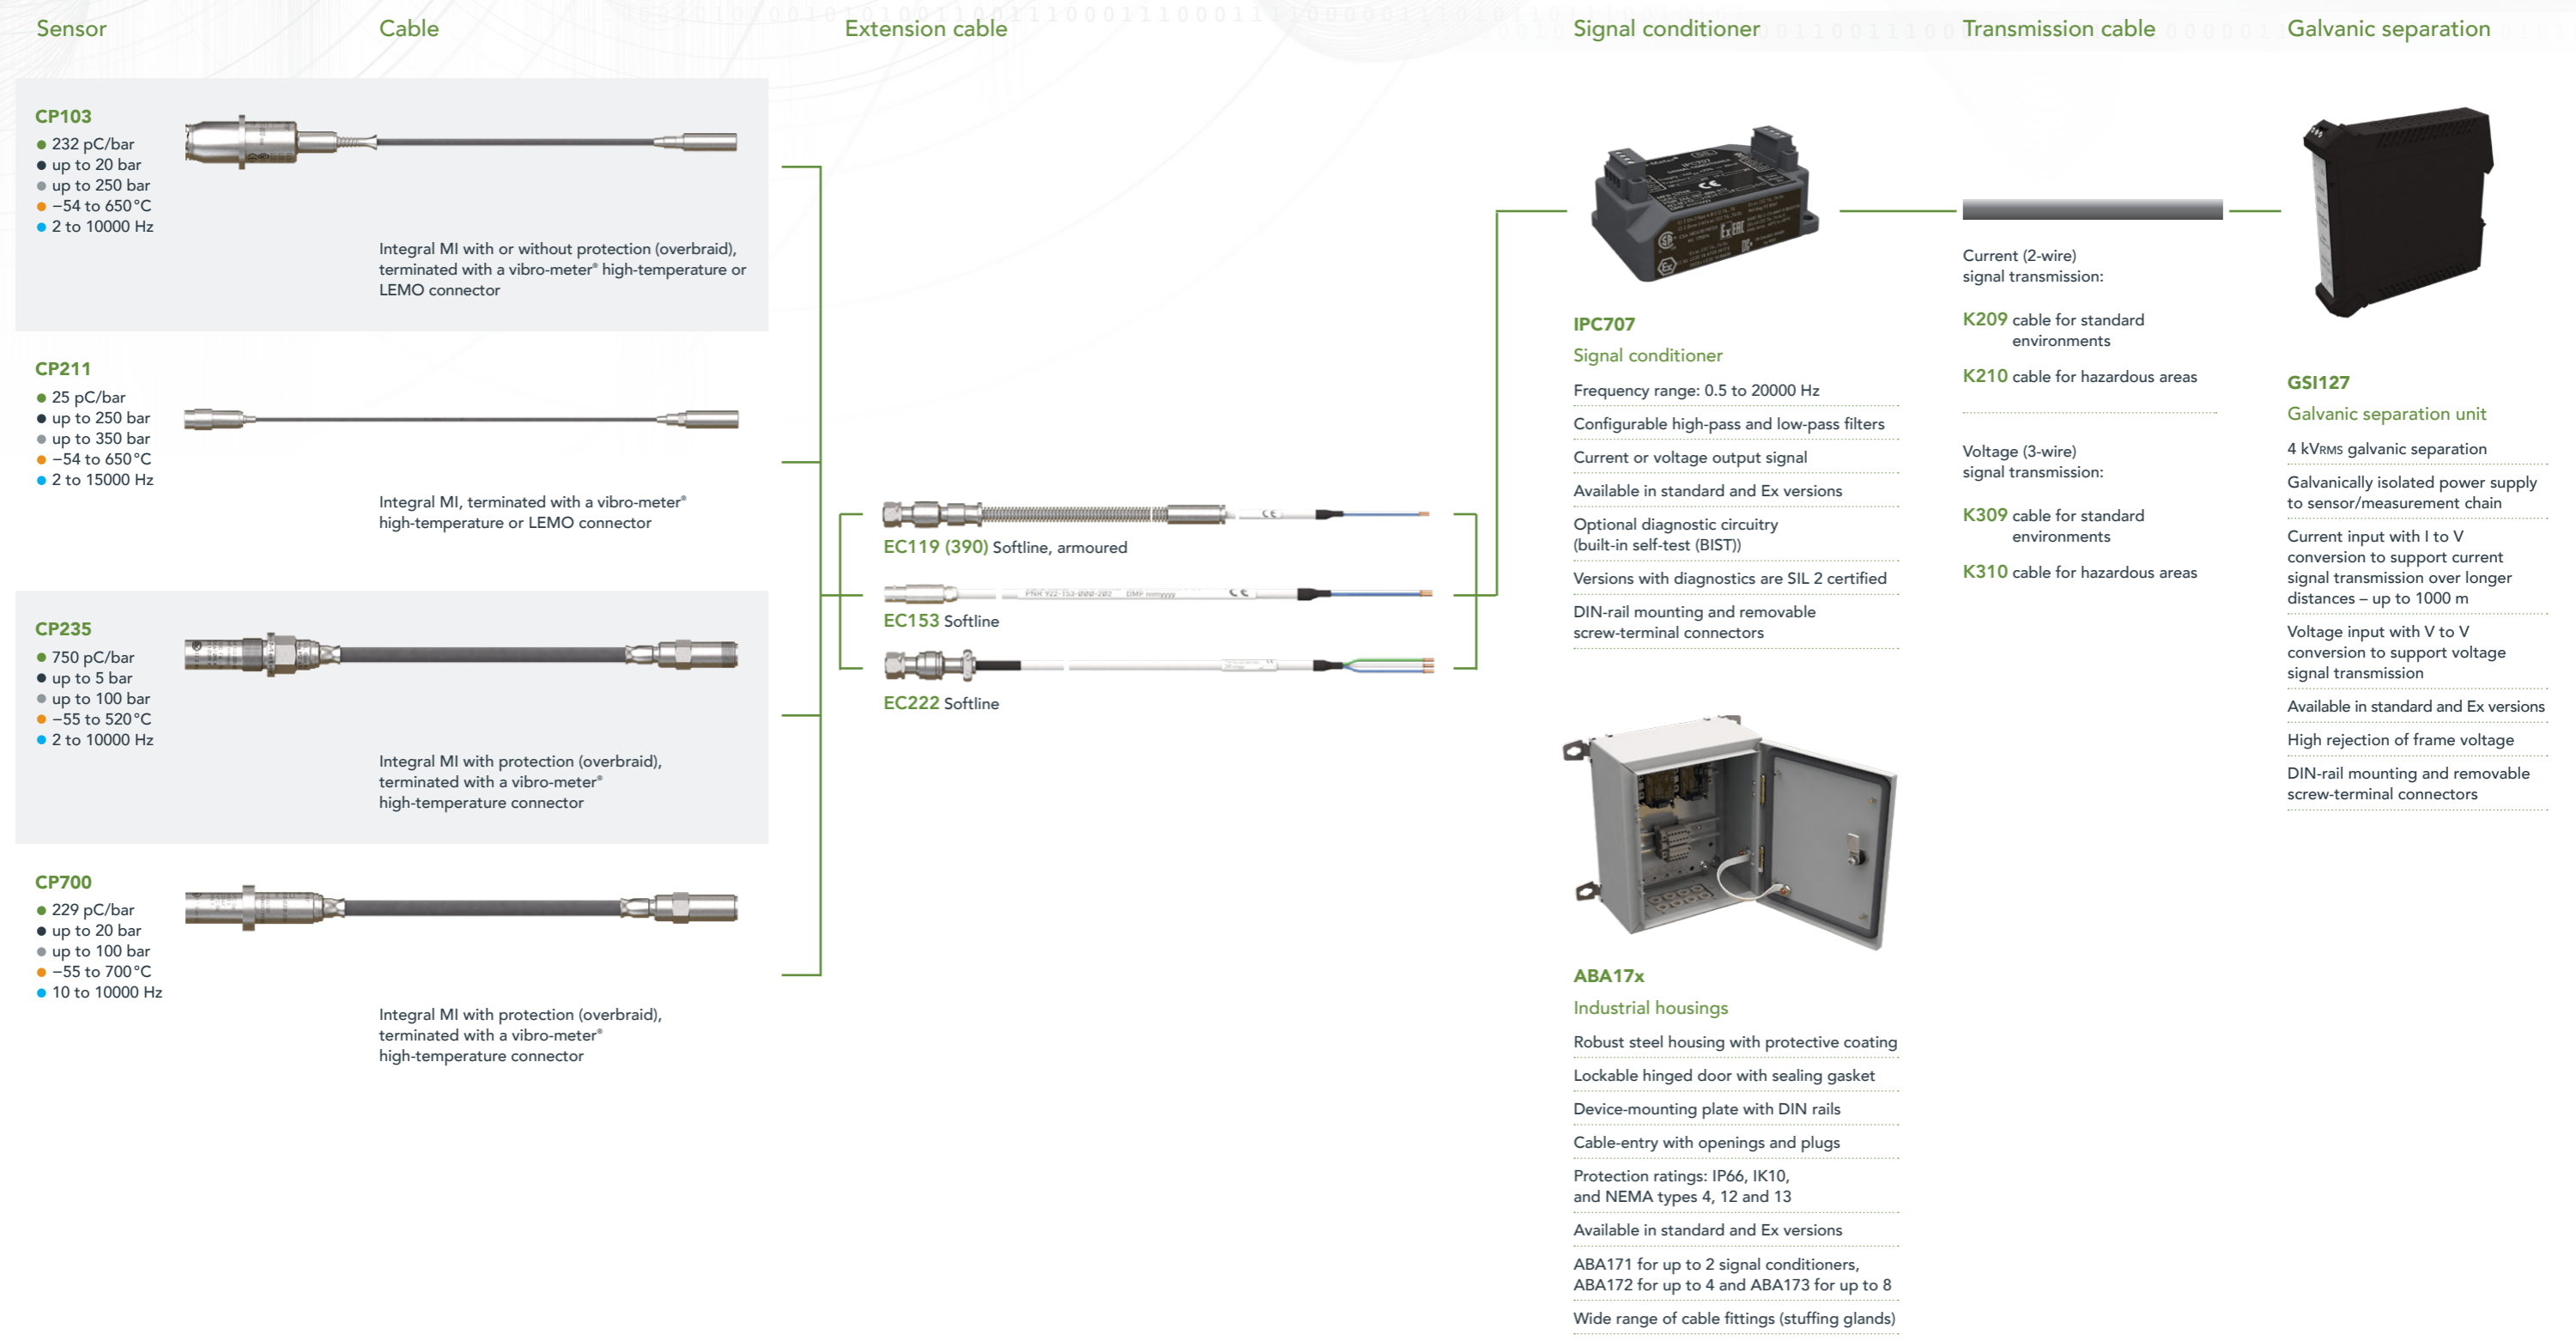 Sensor
Cable
Extension cable
Signal conditioner
Transmission cable
Galvanic separation
CP103
232 pC/bar
up to 20 bar
up to 250 bar
−54 to 650 °C
2 to 10000 Hz
Integral MI with or without protection (overbraid),
terminated with a vibro-meter® high-temperature or
LEMO connector
CP211
25 pC/bar
up to 250 bar
up to 350 bar
−54 to 650 °C
2 to 15000 Hz
Integral MI, terminated with a vibro-meter®
high-temperature or LEMO connector
CP235
750 pC/bar
up to 5 bar
up to 100 bar
−55 to 520 °C
2 to 10000 Hz
Integral MI with protection (overbraid),
terminated with a vibro-meter®
high-temperature connector
CP700
229 pC/bar
up to 20 bar
up to 100 bar
−55 to 700 °C
10 to 10000 Hz
Integral MI with protection (overbraid),
terminated with a vibro-meter®
high-temperature connector
EC119 (390) Softline, armoured
EC153 Softline
EC222 Softline
IPC707
IPC707
Signal conditioner
Frequency range: 0.5 to 20000 Hz
Configurable high-pass and low-pass filters
Current or voltage output signal
Available in standard and Ex versions
Optional diagnostic circuitry
(built-in self-test (BIST))
Versions with diagnostics are SIL 2 certified
DIN-rail mounting and removable
screw-terminal connectors
ABA17x
Industrial housings
Robust steel housing with protective coating
Lockable hinged door with sealing gasket
Device-mounting plate with DIN rails
Cable-entry with openings and plugs
Protection ratings: IP66, IK10,
and NEMA types 4, 12 and 13
Available in standard and Ex versions
ABA171 for up to 2 signal conditioners,
ABA172 for up to 4 and ABA173 for up to 8
Wide range of cable fittings (stuffing glands)
Current (2-wire)
signal transmission:
K209 cable for standard
environments
K210 cable for hazardous areas
Voltage (3-wire)
signal transmission:
K309 cable for standard
environments
K310 cable for hazardous areas
GSI127
Galvanic separation unit
4 kVRMS galvanic separation
Galvanically isolated power supply
to sensor/measurement chain
Current input with I to V
conversion to support current
signal transmission over longer
distances – up to 1000 m
Voltage input with V to V
conversion to support voltage
signal transmission
Available in standard and Ex versions
High rejection of frame voltage
DIN-rail mounting and removable
screw-terminal connectors